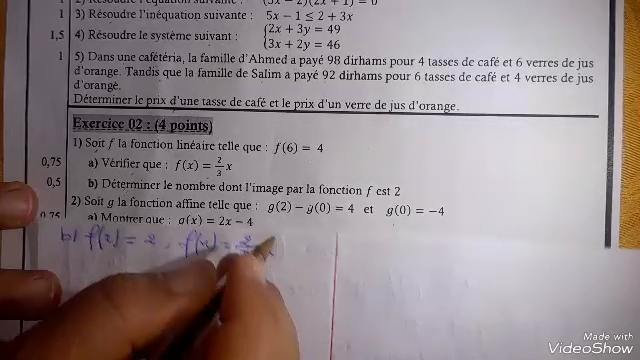 1) Résoudre l'équation suivante : (3x − 2)(2x + 1) = 0
1 3) Résoudre l'inéquation suivante : 5x − 1 ≤ 2 + 3x
1,5 4) Résoudre le système suivant : {2x + 3y = 49
{3x + 2y = 46
1 5) Dans une cafétéria, la famille d'Ahmed a payé 98 dirhams pour 4 tasses de café et 6 verres de jus
d'orange. Tandis que la famille de Salim a payé 92 dirhams pour 6 tasses de café et 4 verres de jus
d'orange.
Déterminer le prix d'une tasse de café et le prix d'un verre de jus d'orange.
Exercice 02 : (4 points)
1) Soit f la fonction linéaire telle que : f(6) = 4
0,75 a) Vérifier que : f(x) = 2/3 x
0,5 b) Déterminer le nombre dont l'image par la fonction f est 2
2) Soit g la fonction affine telle que : g(2) − g(0) = 4 et g(0) = −4
0,75 a) Montrer que : g(x) = 2x − 4
b) f(x) = 2 . f(x) = 2
Made with
VideoShow